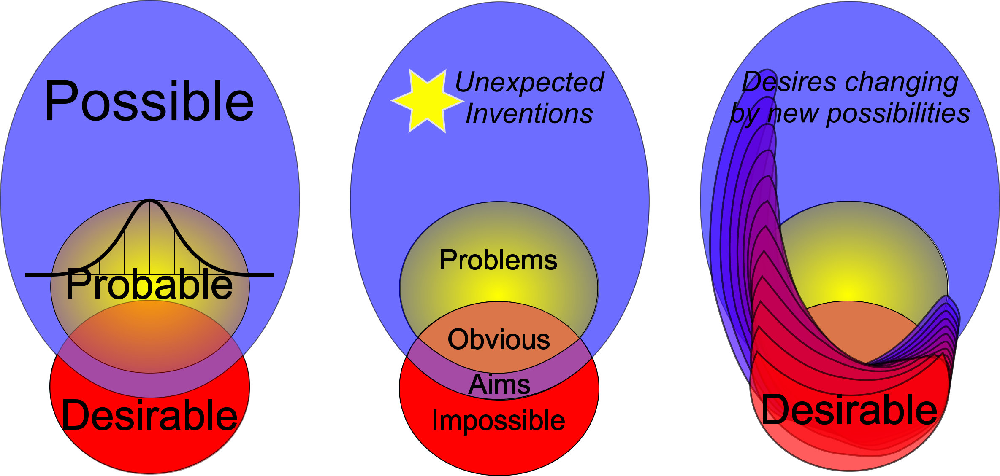 Possible
Probable
Desirable
Unexpected
Inventions
Problems
Obvious
Aims
Impossible
Desires changing
by new possibilities
Desirable